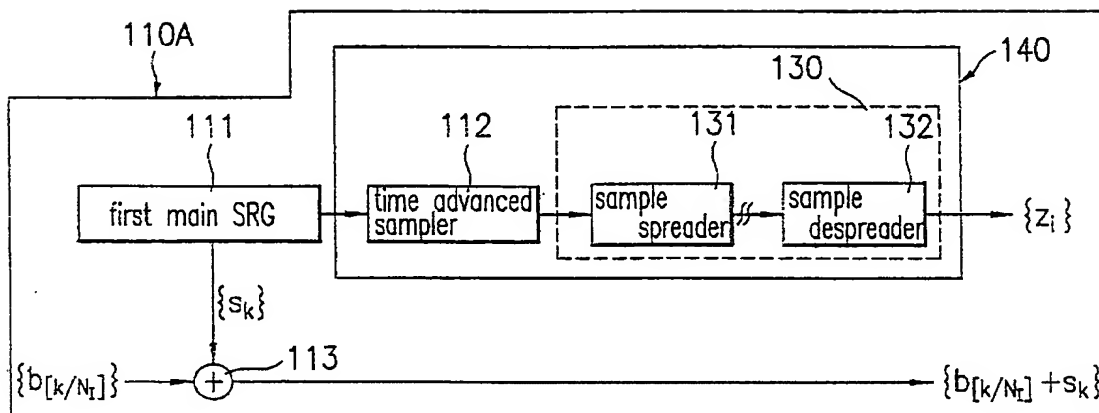 110A
140
130
111
112
131
132
first main SRG
time advanced
sampler
sample
spreader
sample
despreader
{z_i}
{s_k}
113
{b_[k/N_I]}
+
{b_[k/N_I]+s_k}